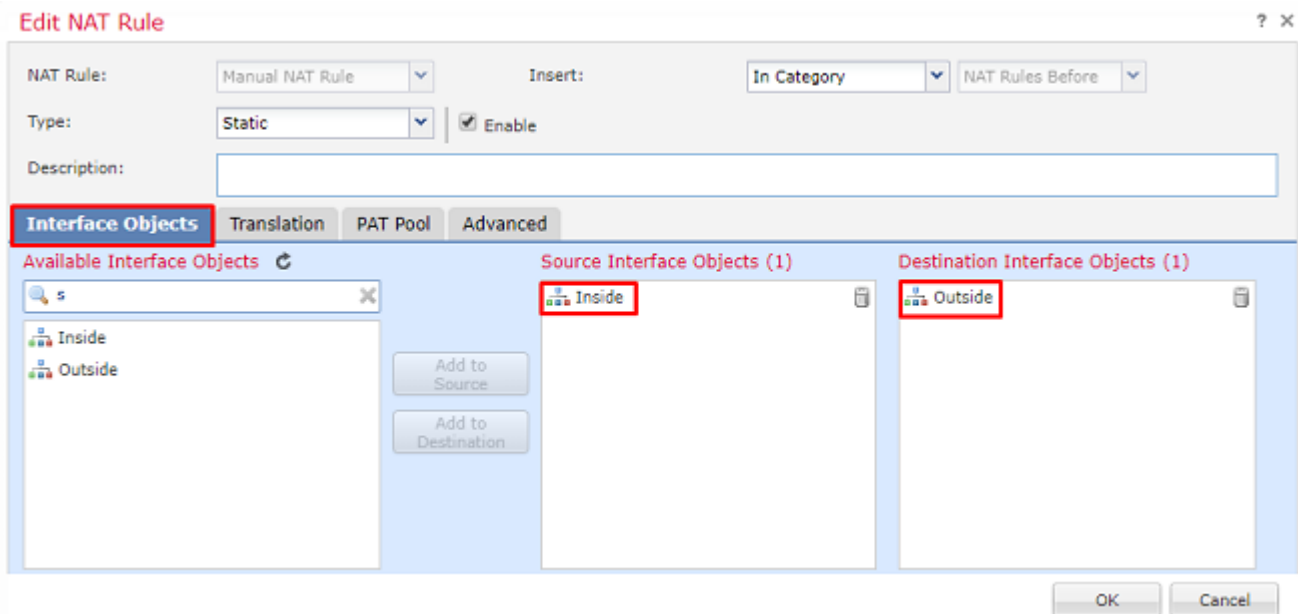 Edit NAT Rule ? X
NAT Rule: Manual NAT Rule Insert: In Category NAT Rules Before
Type: Static Enable
Description:
Interface Objects Translation PAT Pool Advanced
Available Interface Objects Source Interface Objects (1) Destination Interface Objects (1)
s Inside Outside
Inside
Outside
Add to
Source
Add to
Destination
OK Cancel